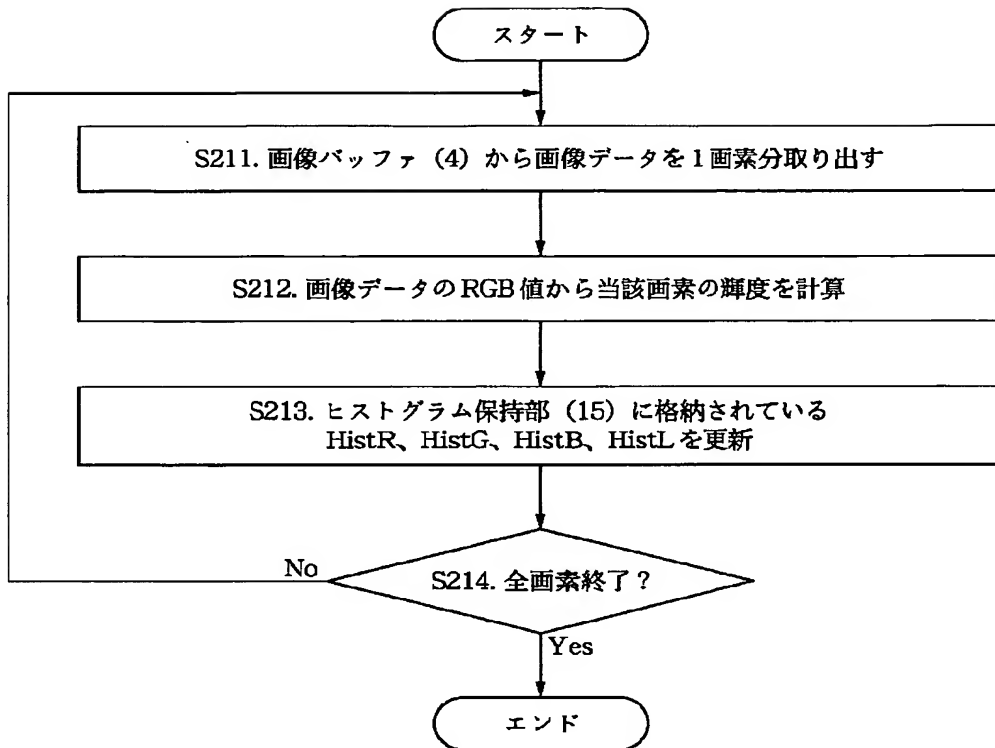 スタート
S211. 画像バッファ（4）から画像データを1画素分取り出す
S212. 画像データのRGB値から当該画素の輝度を計算
S213. ヒストグラム保持部（15）に格納されている
HistR、HistG、HistB、HistLを更新
S214. 全画素終了？
No
Yes
エンド